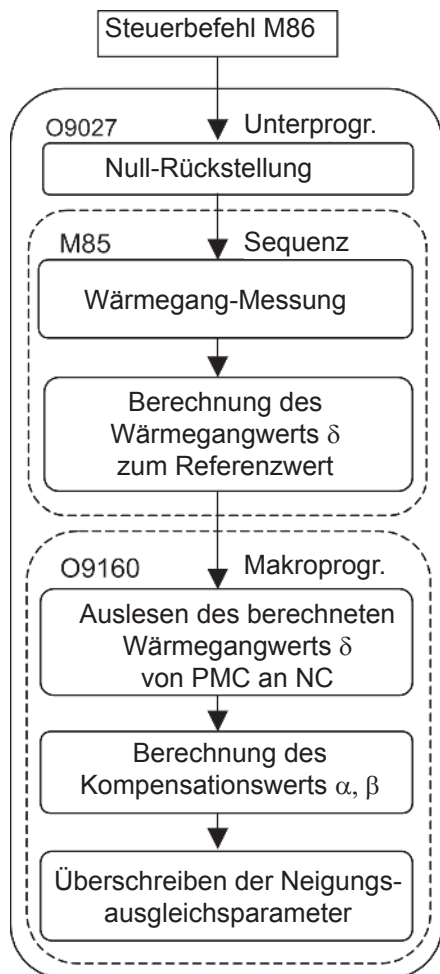 Steuerbefehl M86
O9027 Unterprogr.
Null-Rückstellung
M85 Sequenz
Wärmegang-Messung
Berechnung des
Wärmegangwerts δ
zum Referenzwert
O9160 Makroprogr.
Auslesen des berechneten
Wärmegangwerts δ
von PMC an NC
Berechnung des
Kompensationswerts α, β
Überschreiben der Neigungs-
ausgleichsparameter